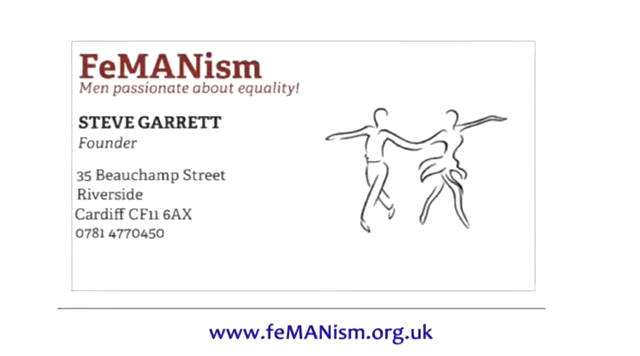 FeMANism
Men passionate about equality!
STEVE GARRETT
Founder
35 Beauchamp Street
Riverside
Cardiff CF11 6AX
0781 4770450
www.feMANism.org.uk